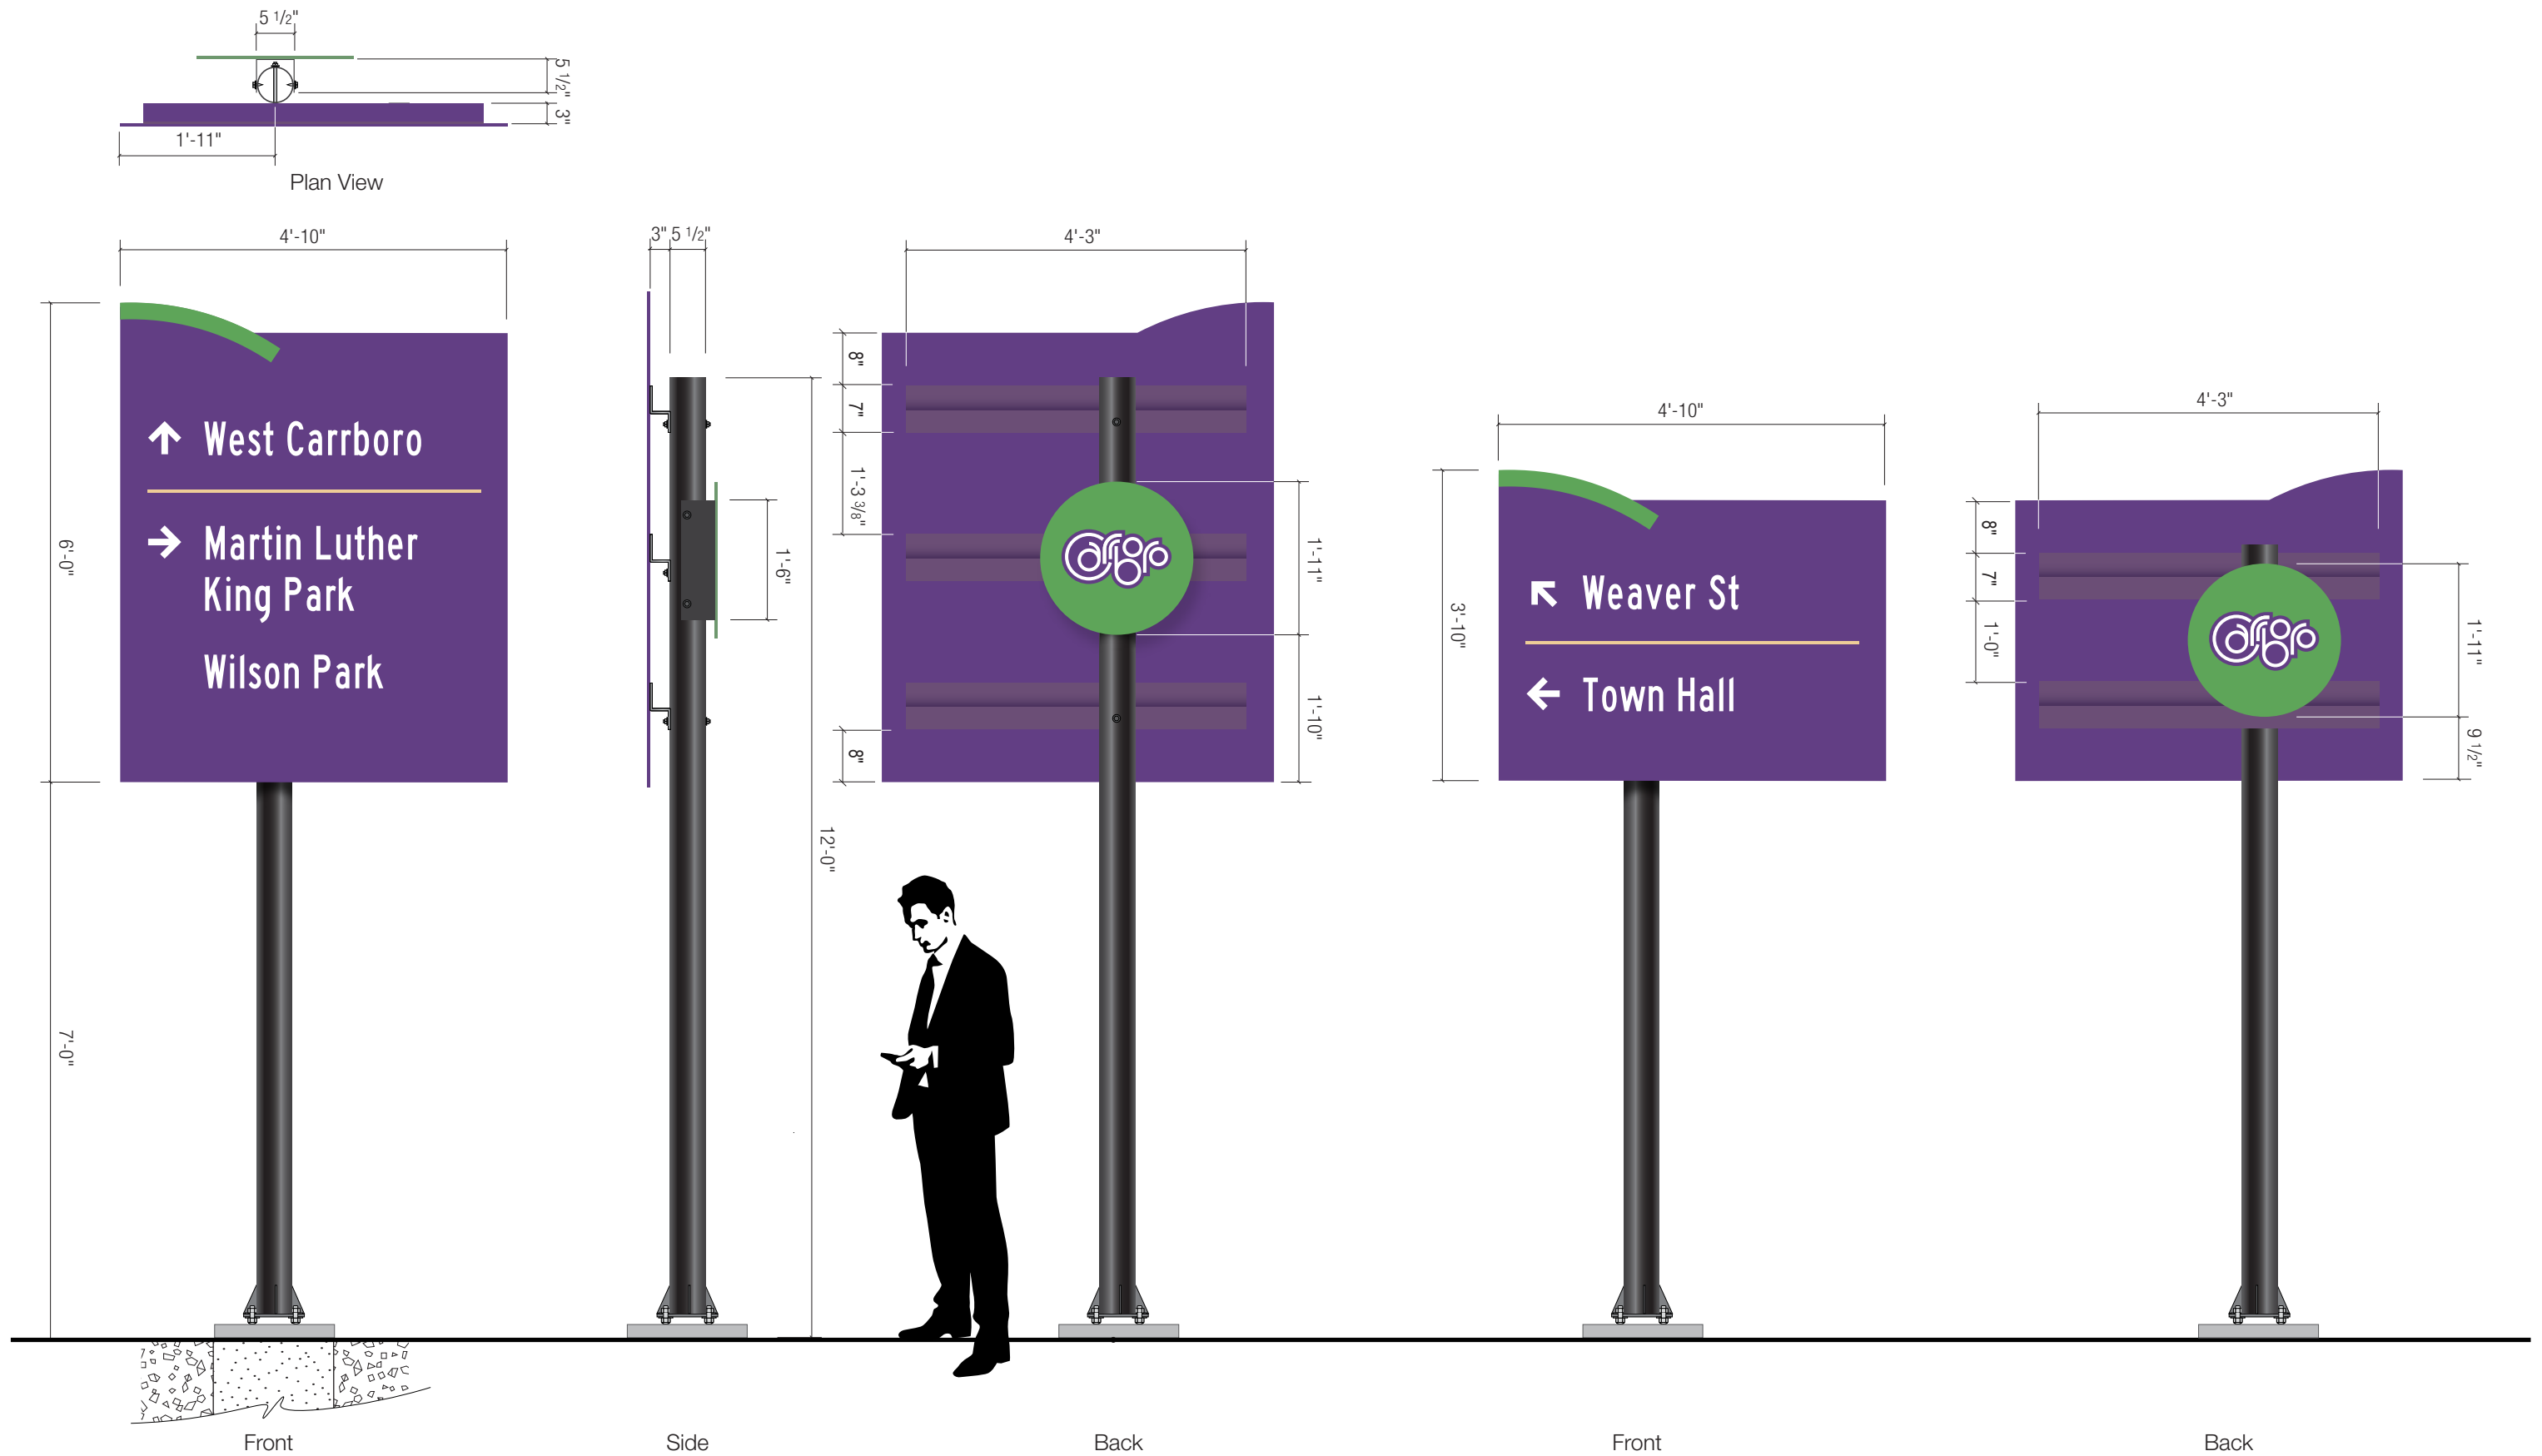 5 1/2"
5 1/2"
3"
1'-11"
Plan View
4'-10"
6'-0"
7'-0"
West Carrboro
Martin Luther
King Park
Wilson Park
Front
3" 5 1/2"
1'-6"
12'-0"
Side
4'-3"
8"
7"
1'-3 3/8"
8"
Carrboro
1'-11"
1'-10"
Back
4'-10"
3'-10"
Weaver St
Town Hall
Front
4'-3"
8"
7"
1'-0"
Carrboro
1'-11"
9 1/2"
Back